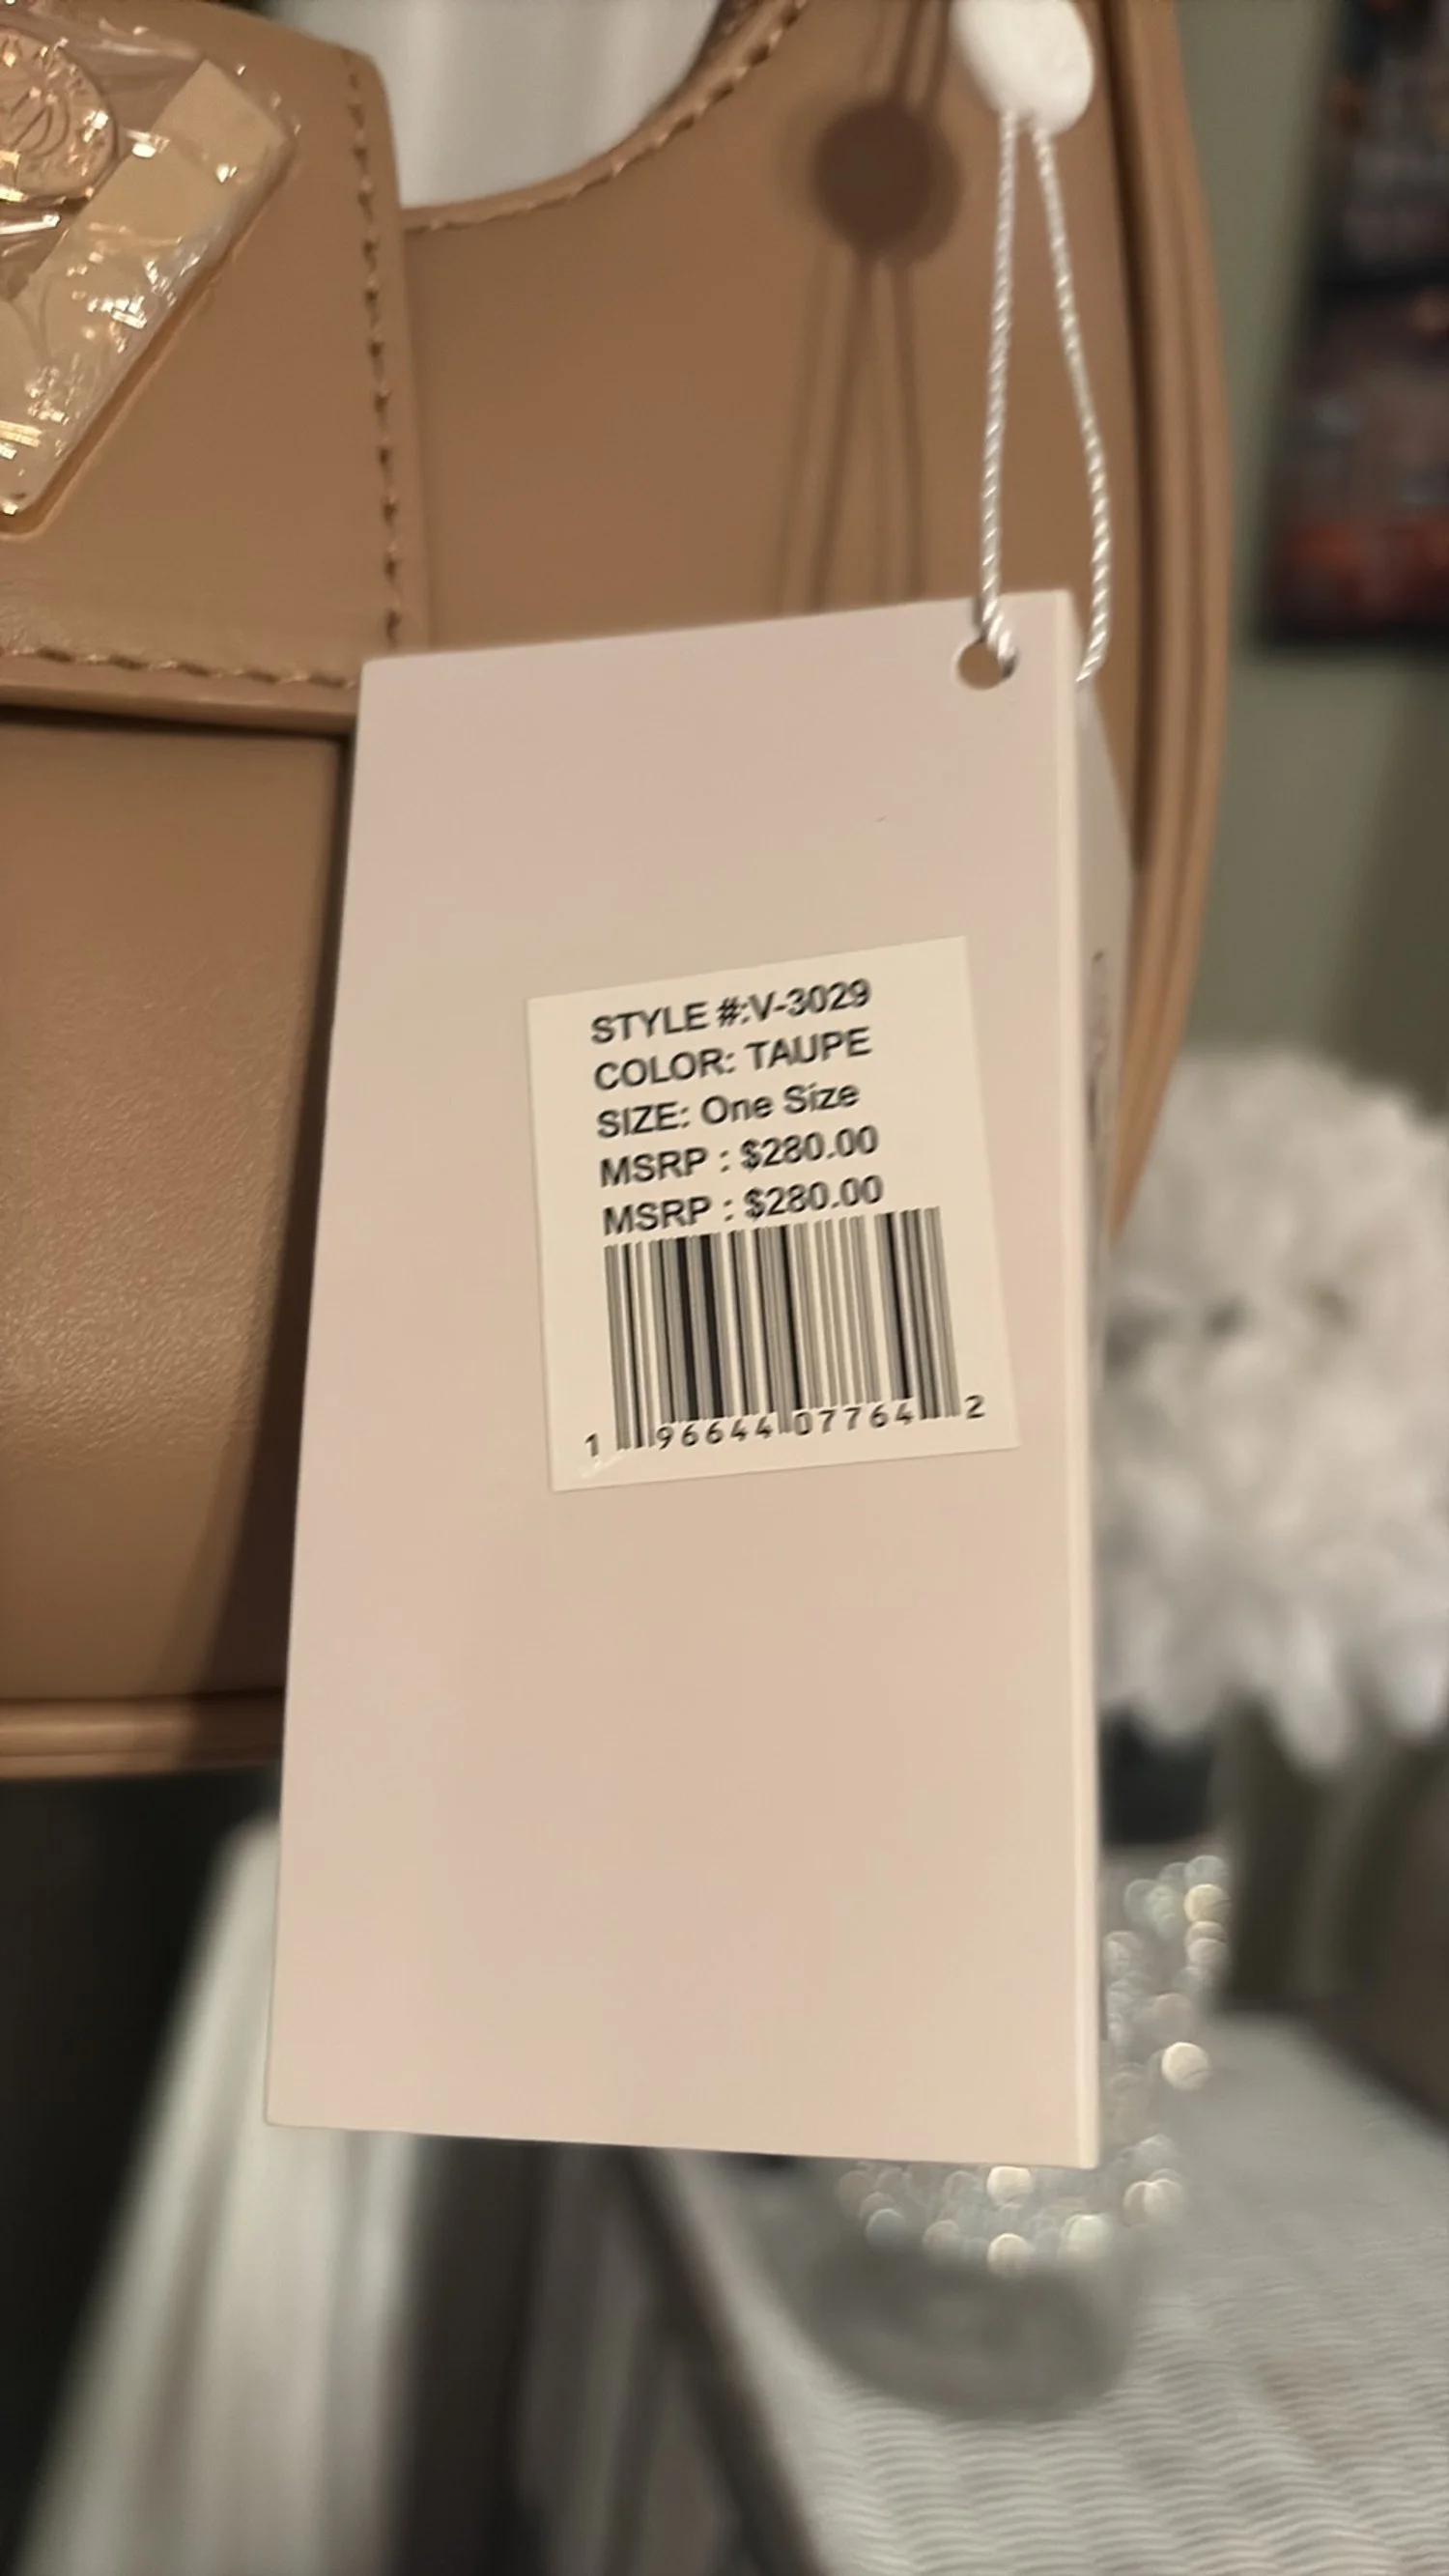 STYLE #:V-3029
COLOR: TAUPE
SIZE: One Size
MSRP : $280.00
MSRP : $280.00
1 96644 07764 2